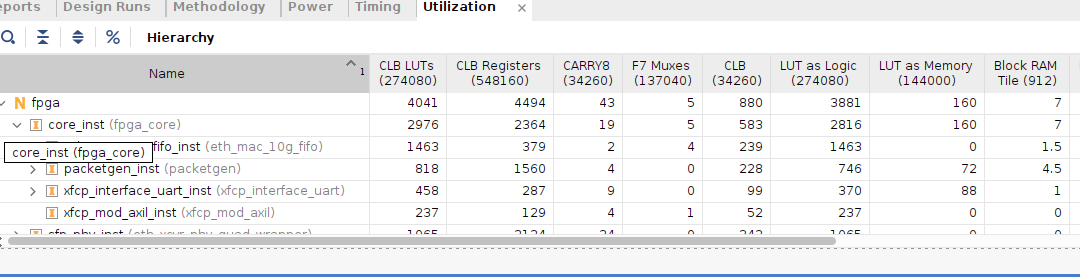 eports Design Runs Methodology Power Timing Utilization
% Hierarchy
Name 1 CLB LUTs (274080) CLB Registers (548160) CARRY8 (34260) F7 Muxes (137040) CLB (34260) LUT as Logic (274080) LUT as Memory (144000) Block RAM Tile (912)
N fpga 4041 4494 43 5 880 3881 160 7
core_inst (fpga_core) 2976 2364 19 5 583 2816 160 7
fifo_inst (eth_mac_10g_fifo) 1463 379 2 4 239 1463 0 1.5
core_inst (fpga_core)
packetgen_inst (packetgen) 818 1560 4 0 228 746 72 4.5
xfcp_interface_uart_inst (xfcp_interface_uart) 458 287 9 0 99 370 88 1
xfcp_mod_axil_inst (xfcp_mod_axil) 237 129 4 1 52 237 0 0
sfp_phy_inst (eth_xcvr_phy_quad_wrapper) 1065 2124 24 0 242 1065 0 0